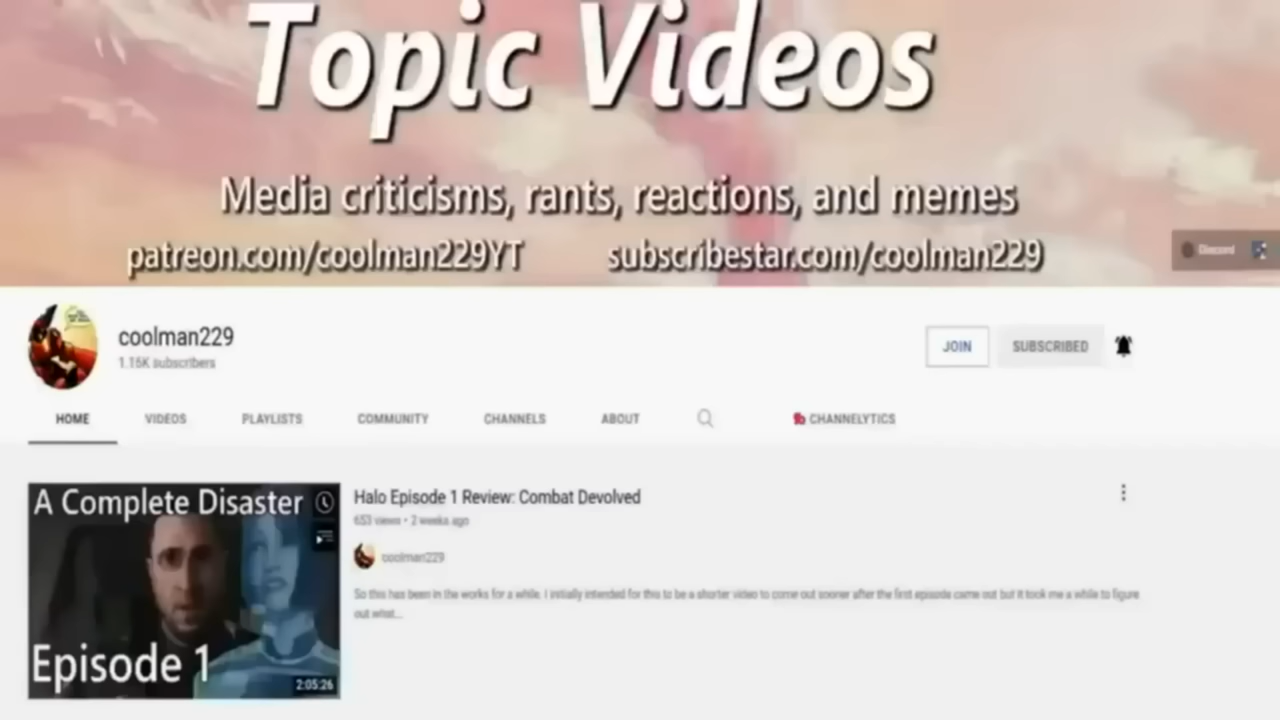 Topic Videos
Media criticisms, rants, reactions, and memes
patreon.com/coolman229YT subscribestar.com/coolman229
Discord
coolman229
1.15K subscribers
JOIN SUBSCRIBED
HOME VIDEOS PLAYLISTS COMMUNITY CHANNELS ABOUT CHANNELYTICS
A Complete Disaster
Episode 1
2:05:26
Halo Episode 1 Review: Combat Devolved
653 views • 2 weeks ago
coolman229
So this has been in the works for a while. I initially intended for this to be a shorter video to come out sooner after the first episode came out but it took me a while to figure
out what...